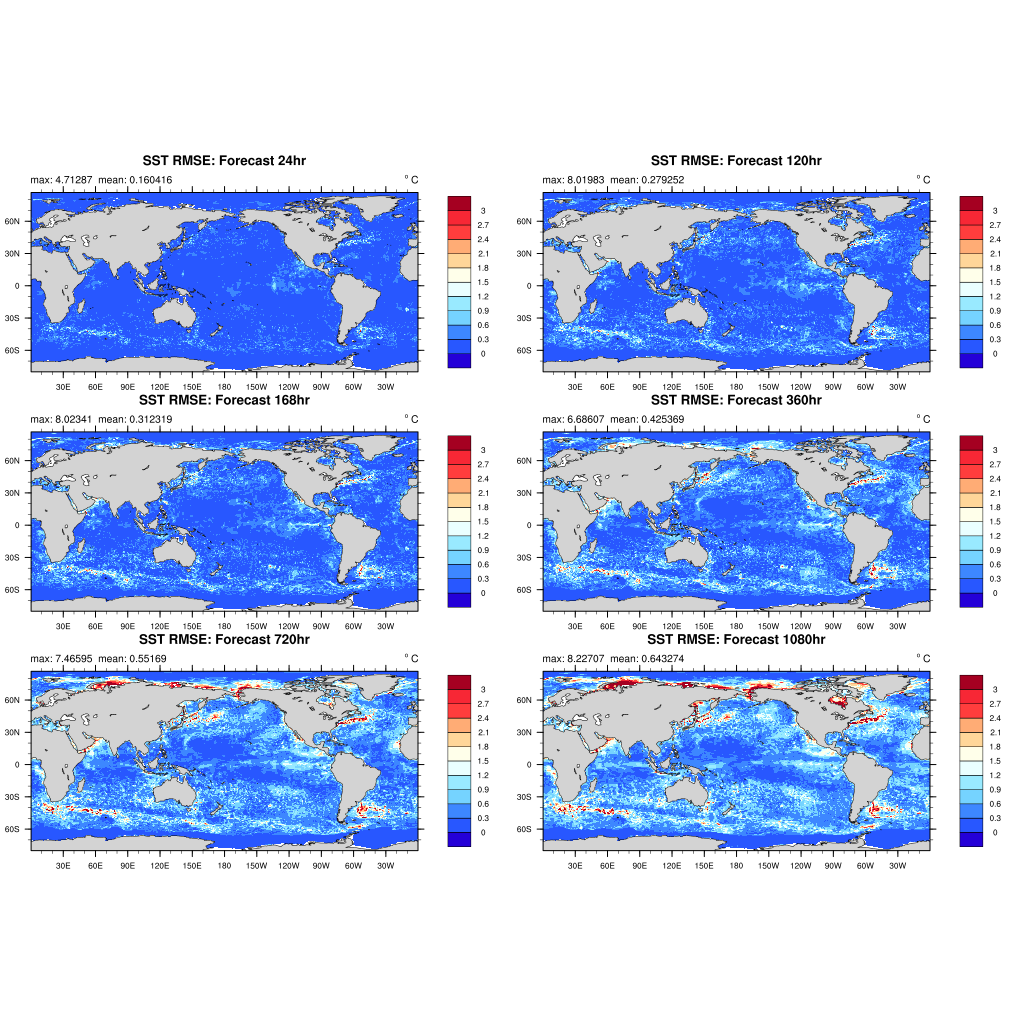 SST RMSE: Forecast 24hr
max: 4.71287 mean: 0.160416 ° C
60N
30N
0
30S
60S
30E 60E 90E 120E 150E 180 150W 120W 90W 60W 30W
3
2.7
2.4
2.1
1.8
1.5
1.2
0.9
0.6
0.3
0
SST RMSE: Forecast 120hr
max: 8.01983 mean: 0.279252 ° C
60N
30N
0
30S
60S
30E 60E 90E 120E 150E 180 150W 120W 90W 60W 30W
3
2.7
2.4
2.1
1.8
1.5
1.2
0.9
0.6
0.3
0
SST RMSE: Forecast 168hr
max: 8.02341 mean: 0.312319 ° C
60N
30N
0
30S
60S
30E 60E 90E 120E 150E 180 150W 120W 90W 60W 30W
3
2.7
2.4
2.1
1.8
1.5
1.2
0.9
0.6
0.3
0
SST RMSE: Forecast 360hr
max: 6.68607 mean: 0.425369 ° C
60N
30N
0
30S
60S
30E 60E 90E 120E 150E 180 150W 120W 90W 60W 30W
3
2.7
2.4
2.1
1.8
1.5
1.2
0.9
0.6
0.3
0
SST RMSE: Forecast 720hr
max: 7.46595 mean: 0.55169 ° C
60N
30N
0
30S
60S
30E 60E 90E 120E 150E 180 150W 120W 90W 60W 30W
3
2.7
2.4
2.1
1.8
1.5
1.2
0.9
0.6
0.3
0
SST RMSE: Forecast 1080hr
max: 8.22707 mean: 0.643274 ° C
60N
30N
0
30S
60S
30E 60E 90E 120E 150E 180 150W 120W 90W 60W 30W
3
2.7
2.4
2.1
1.8
1.5
1.2
0.9
0.6
0.3
0